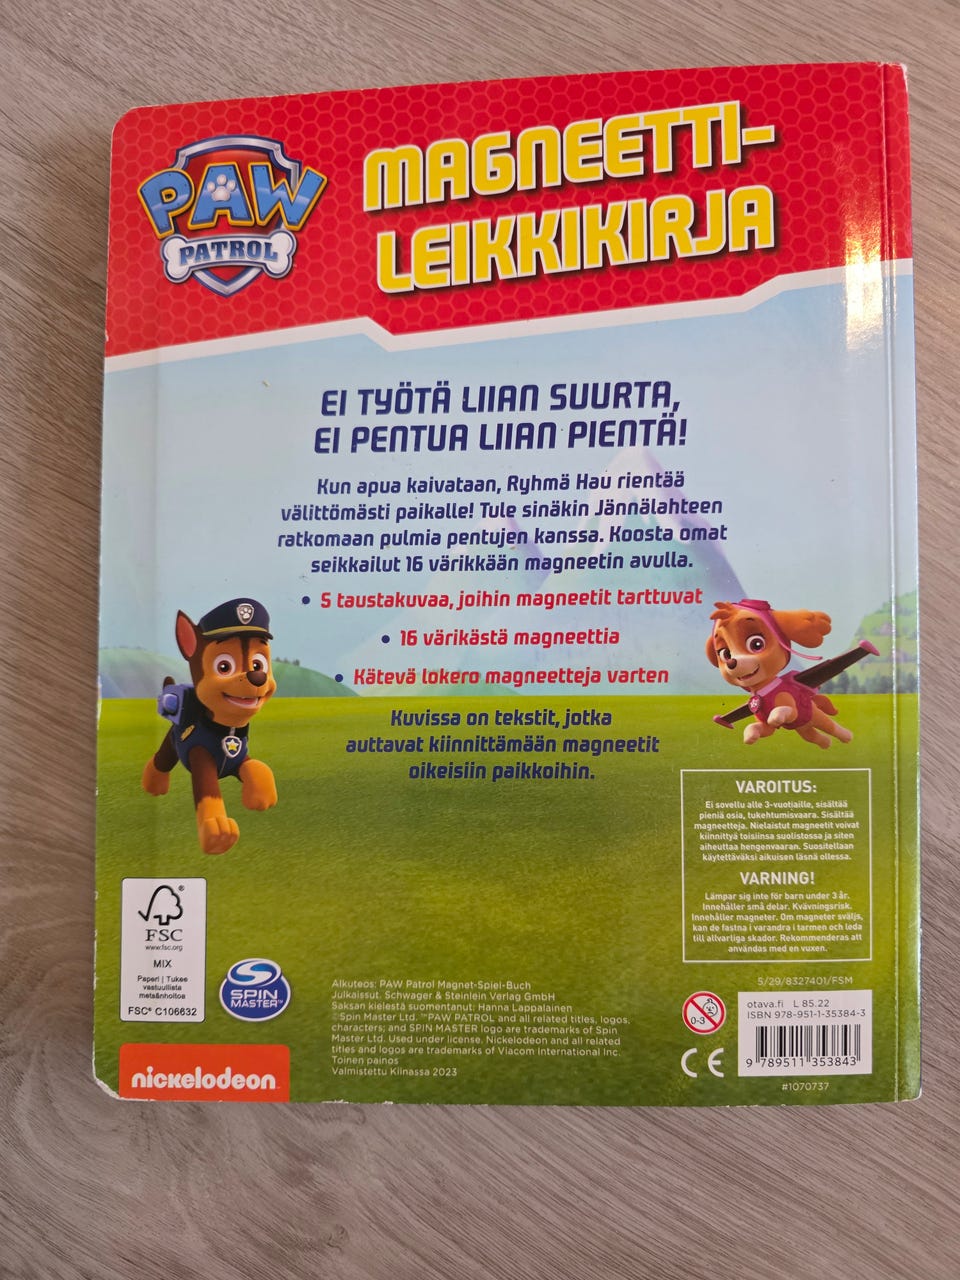 PAW
PATROL
MAGNEETTI-
LEIKKIKIRJA
EI TYÖTÄ LIIAN SUURTA,
EI PENTUA LIIAN PIENTÄ!
Kun apua kaivataan, Ryhmä Hau rientää
välittömästi paikalle! Tule sinäkin Jännälahteen
ratkomaan pulmia pentujen kanssa. Koosta omat
seikkailut 16 värikkään magneetin avulla.
• 5 taustakuvaa, joihin magneetit tarttuvat
• 16 värikästä magneettia
• Kätevä lokero magneetteja varten
Kuvissa on tekstit, jotka
auttavat kiinnittämään magneetit
oikeisiin paikkoihin.
VAROITUS:
Ei sovellu alle 3-vuotiaille, sisältää
pieniä osia, tukehtumisvaara. Sisältää
magneetteja. Nielaistut magneetit voivat
kiinnittyä toisiinsa suolistossa ja siten
aiheuttaa hengenvaaran. Suositellaan
käytettäväksi aikuisen läsnä ollessa.
VARNING!
Lämpar sig inte för barn under 3 år.
Innehåller små delar. Kvävningsrisk.
Innehåller magneter. Om magneter sväljs,
kan de fastna i varandra i tarmen och leda
till allvarliga skador. Rekommenderas att
användas med en vuxen.
5/29/8327401/FSM
FSC®
www.fsc.org
MIX
Paperi | Tukee
vastuullista
metsänhoitoa
FSC® C106632
SPIN
MASTER™
nickelodeon
Alkuteos: PAW Patrol Magnet-Spiel-Buch
Julkaissut. Schwager & Steinlein Verlag GmbH
Saksan kielestä suomentanut: Hanna Lappalainen
©Spin Master Ltd. ™PAW PATROL and all related titles, logos,
characters; and SPIN MASTER logo are trademarks of Spin
Master Ltd. Used under license. Nickelodeon and all related
titles and logos are trademarks of Viacom International Inc.
Toinen painos
Valmistettu Kiinassa 2023
0-3
CE
otava.fi L 85.22
ISBN 978-951-1-35384-3
9 789511 353843
#1070737